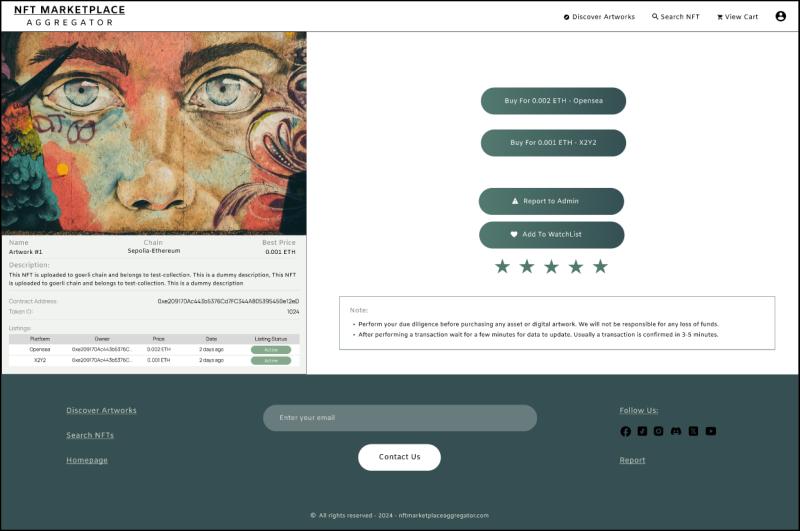 NFT MARKETPLACE
AGGREGATOR
Discover Artworks
Search NFT
View Cart
Buy For 0.002 ETH - Opensea
Buy For 0.001 ETH - X2Y2
Report to Admin
Add To WatchList
Name Chain Best Price
Artwork #1 Sepolia-Ethereum 0.001 ETH
Description:
This NFT is uploaded to goerli chain and belongs to test-collection. This is a dummy description, This NFT
is uploaded to goerli chain and belongs to test-collection. This is a dummy description
Contract Address: 0xe209170Ac443b5376Cd7FC344A805395450e12eD
Token ID: 1024
Listings:
Platform Owner Price Date Listing Status
Opensea 0xe209170Ac443b5376C... 0.002 ETH 2 days ago Active
X2Y2 0xe209170Ac443b5376C... 0.001 ETH 2 days ago Active
Note:
• Perform your due diligence before purchasing any asset or digital artwork. We will not be responsible for any loss of funds.
• After performing a transaction wait for a few minutes for data to update. Usually a transaction is confirmed in 3-5 minutes.
Discover Artworks
Search NFTs
Homepage
Enter your email
Contact Us
Follow Us:
Report
© All rights reserved - 2024 - nftmarketplaceaggregator.com